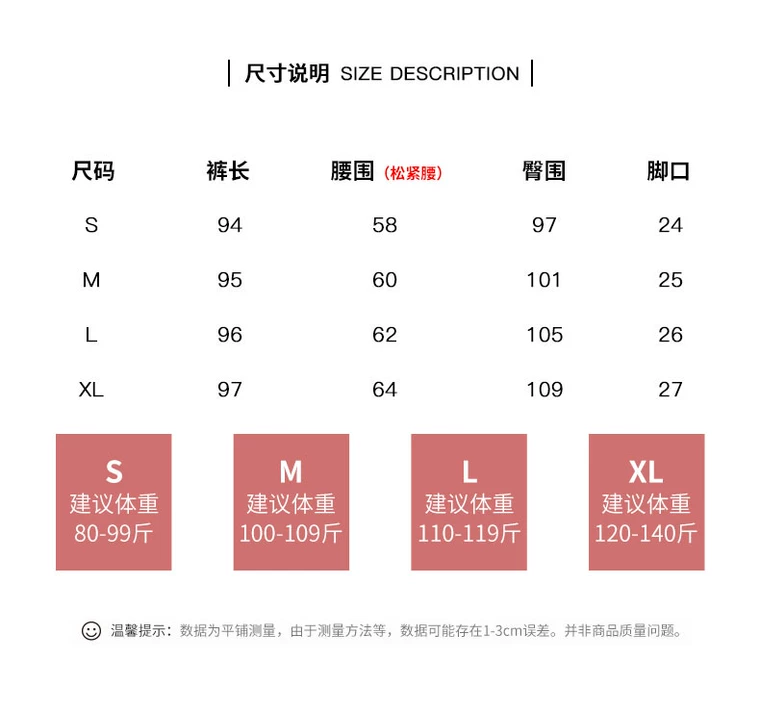 尺寸说明 SIZE DESCRIPTION
尺码 裤长 腰围（松紧腰） 臀围 脚口
S 94 58 97 24
M 95 60 101 25
L 96 62 105 26
XL 97 64 109 27
S M L XL
建议体重 建议体重 建议体重 建议体重
80-99斤 100-109斤 110-119斤 120-140斤
温馨提示：数据为平铺测量，由于测量方法等，数据可能存在1-3cm误差。并非商品质量问题。